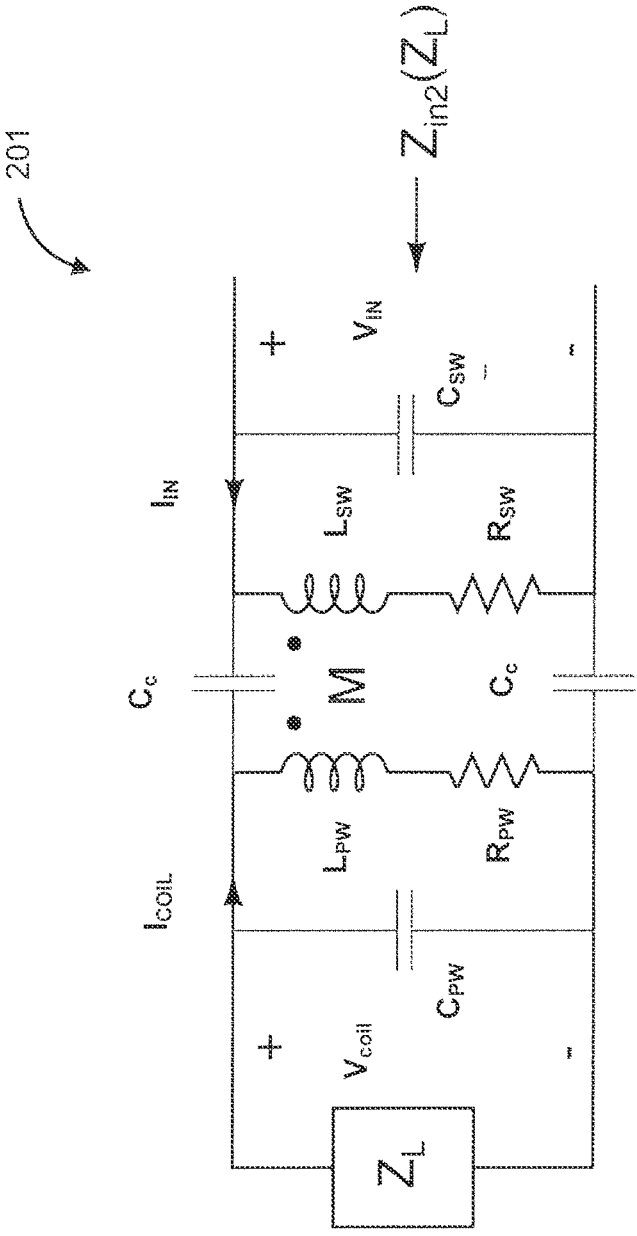 201
Z_in2(Z_L)
I_COIL
C_c
I_IN
+
+
V_coil
L_PW
M
L_SW
V_IN
Z_L
C_PW
R_PW
C_c
R_SW
C_SW
-
-